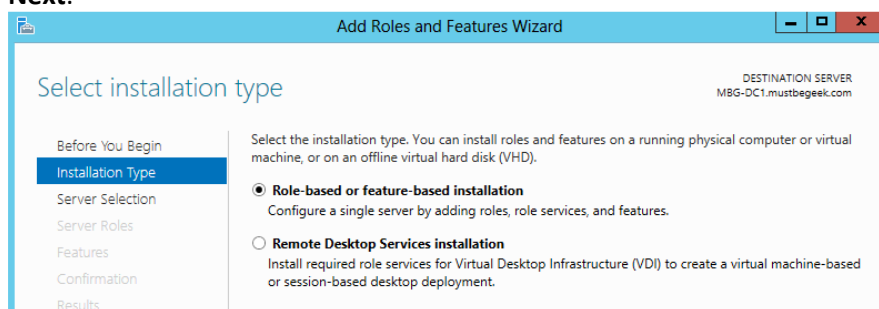 Next.
Add Roles and Features Wizard
Select installation type
DESTINATION SERVER
MBG-DC1.mustbegeek.com
Before You Begin
Installation Type
Server Selection
Server Roles
Features
Confirmation
Results
Select the installation type. You can install roles and features on a running physical computer or virtual
machine, or on an offline virtual hard disk (VHD).
Role-based or feature-based installation
Configure a single server by adding roles, role services, and features.
Remote Desktop Services installation
Install required role services for Virtual Desktop Infrastructure (VDI) to create a virtual machine-based
or session-based desktop deployment.